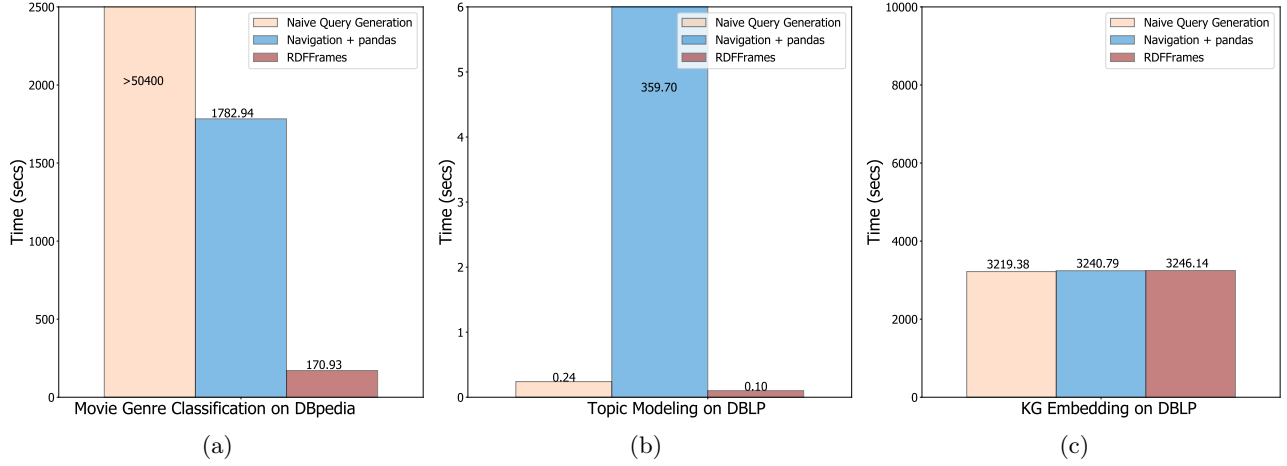 2500
2000
1500
1000
500
0
Time (secs)
Naive Query Generation
Navigation + pandas
RDFFrames
>50400
1782.94
170.93
Movie Genre Classification on DBpedia
(a)
6
5
4
3
2
1
0
Time (secs)
Naive Query Generation
Navigation + pandas
RDFFrames
359.70
0.24
0.10
Topic Modeling on DBLP
(b)
10000
8000
6000
4000
2000
0
Time (secs)
Naive Query Generation
Navigation + pandas
RDFFrames
3219.38
3240.79
3246.14
KG Embedding on DBLP
(c)